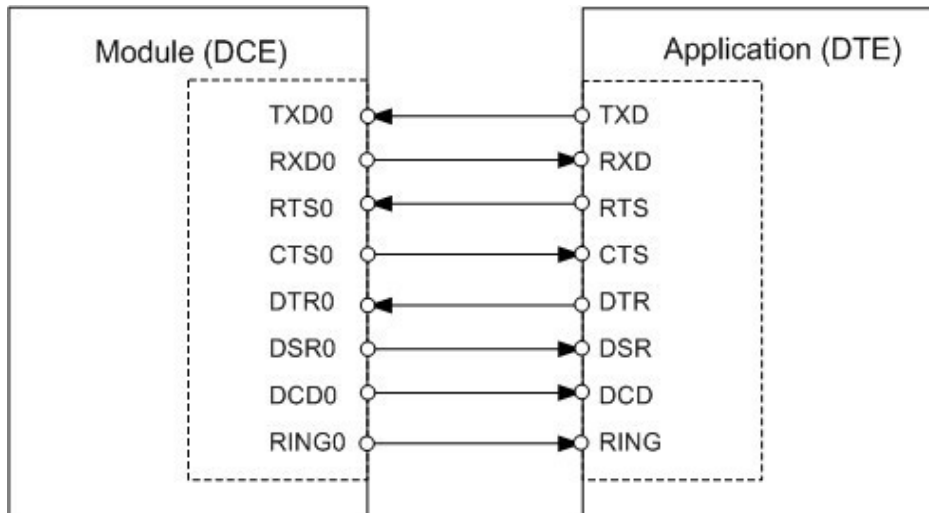 Module (DCE) Application (DTE)
TXD0 TXD
RXD0 RXD
RTS0 RTS
CTS0 CTS
DTR0 DTR
DSR0 DSR
DCD0 DCD
RING0 RING